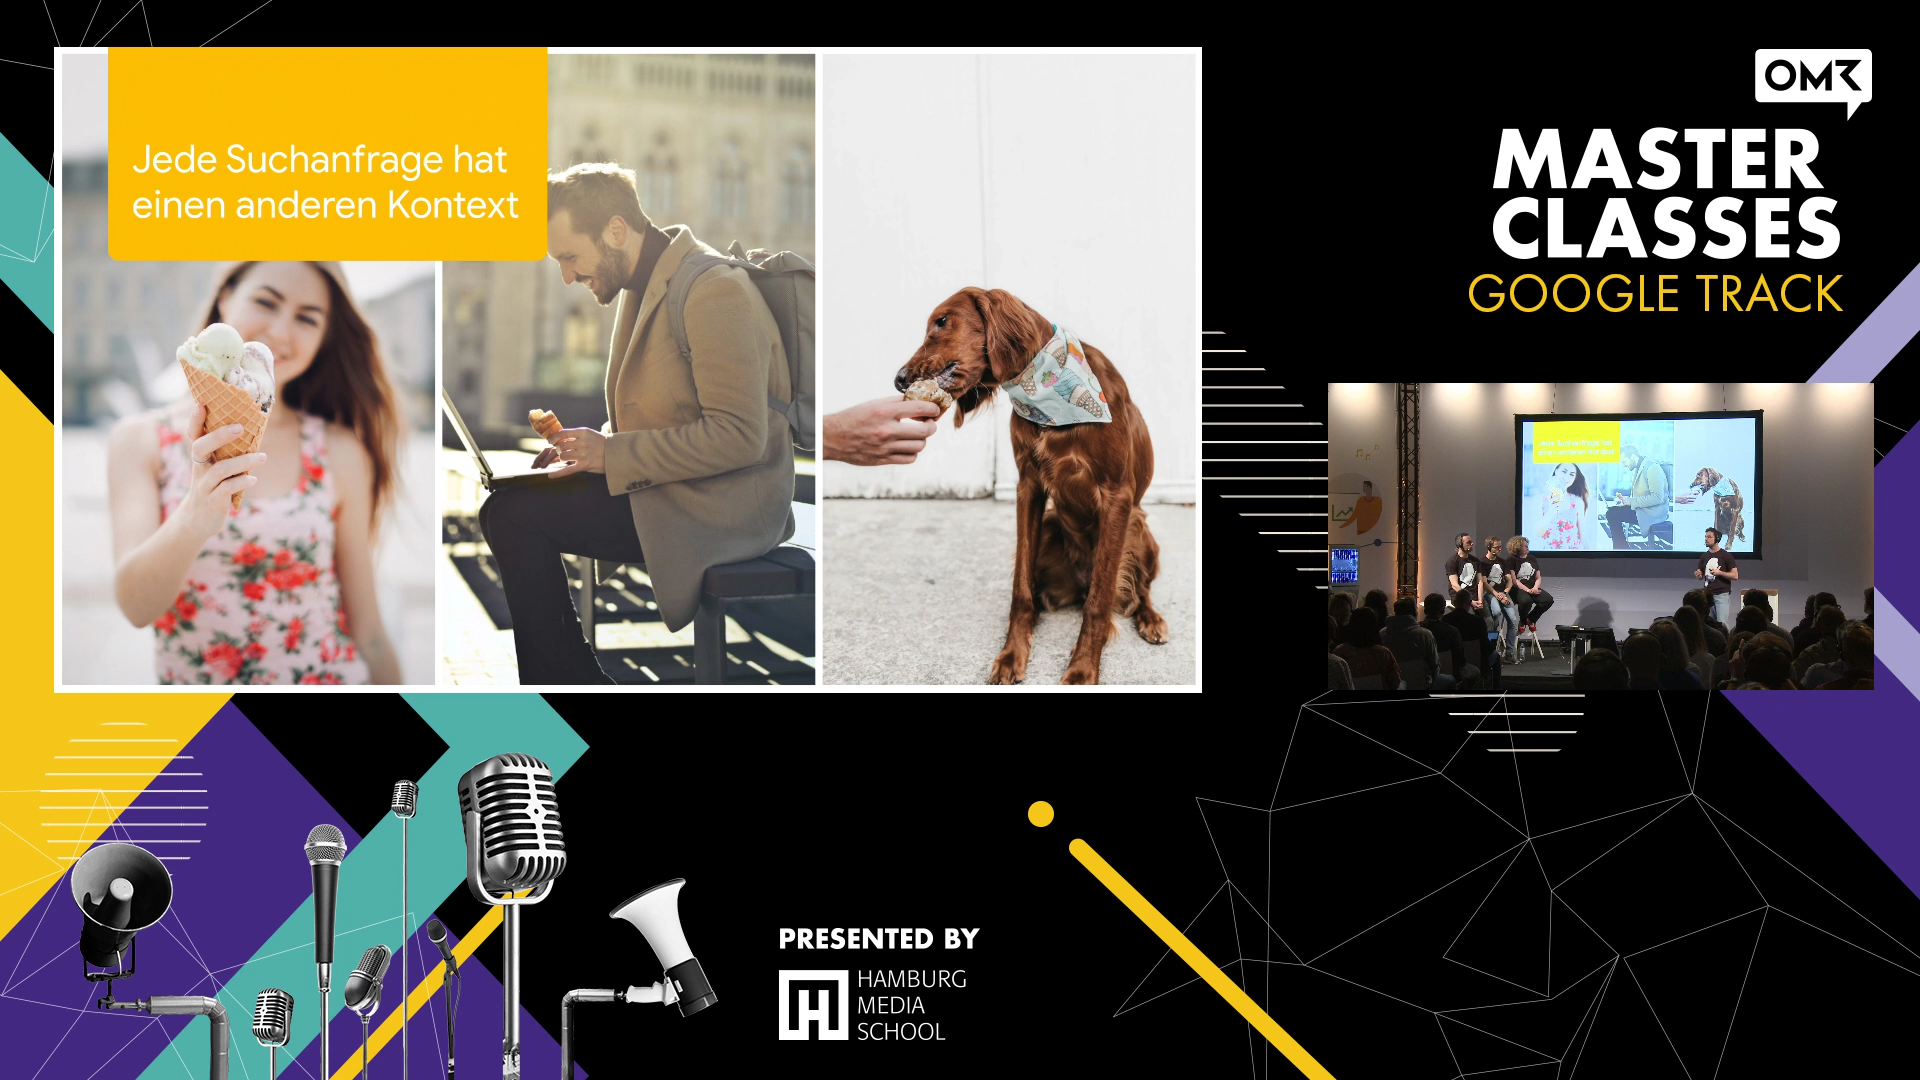 Jede Suchanfrage hat
einen anderen Kontext
OMR
MASTER
CLASSES
GOOGLE TRACK
PRESENTED BY
HAMBURG
MEDIA
SCHOOL